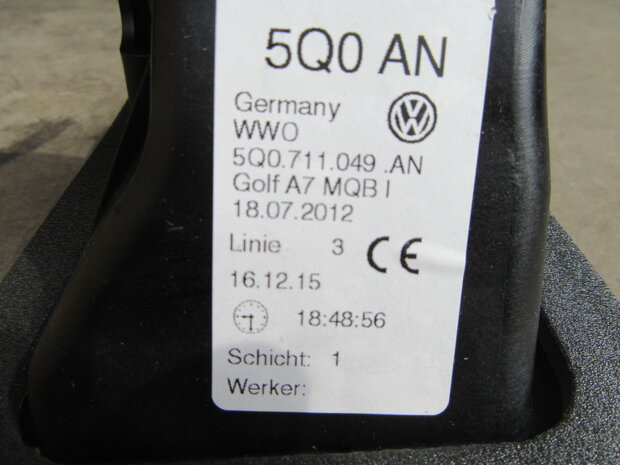 5Q0 AN
Germany
WWO
5Q0.711.049 .AN
Golf A7 MQB I
18.07.2012
Linie 3 CE
16.12.15
18:48:56
Schicht: 1
Werker: